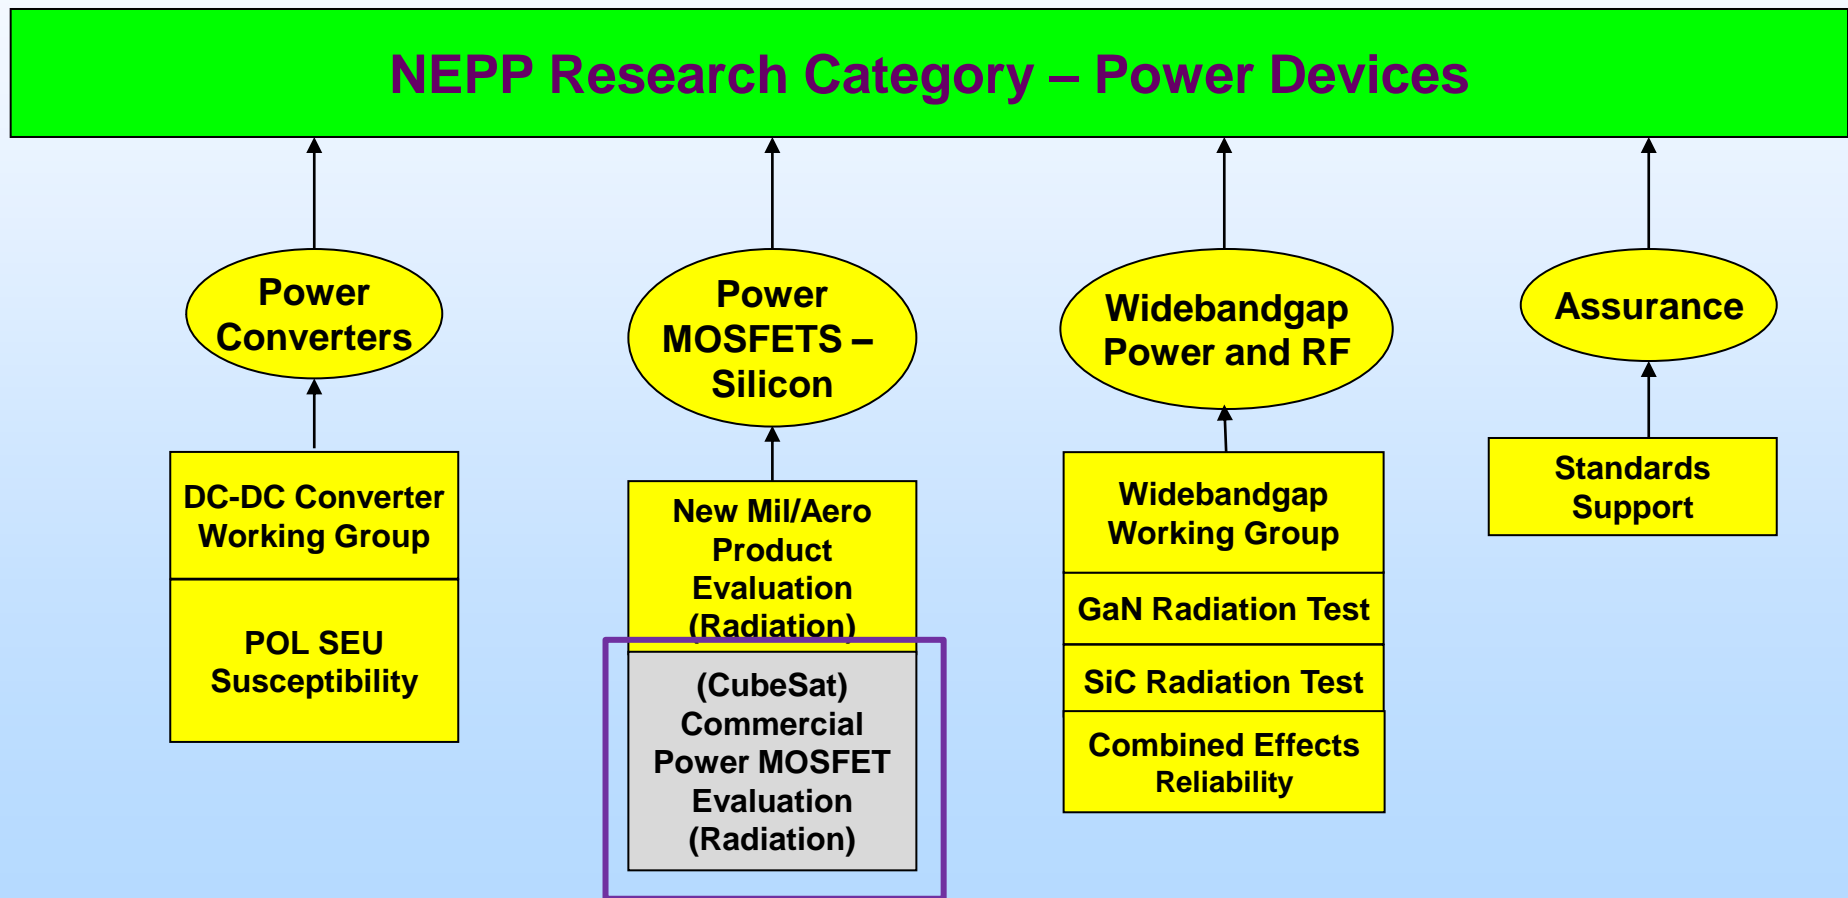 NEPP Research Category – Power Devices
Power
Converters
Power
MOSFETS –
Silicon
Widebandgap
Power and RF
Assurance
DC-DC Converter
Working Group
POL SEU
Susceptibility
New Mil/Aero
Product
Evaluation
(Radiation)
(CubeSat)
Commercial
Power MOSFET
Evaluation
(Radiation)
Widebandgap
Working Group
GaN Radiation Test
SiC Radiation Test
Combined Effects
Reliability
Standards
Support